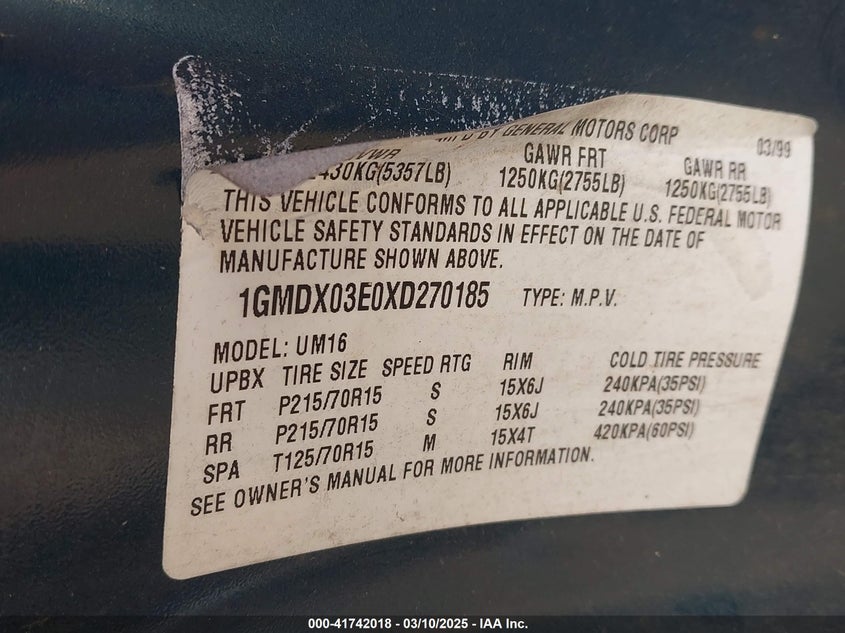 BY GENERAL MOTORS CORP 03/99
GVWR GAWR FRT GAWR RR
2430KG(5357LB) 1250KG(2755LB) 1250KG(2755LB)
THIS VEHICLE CONFORMS TO ALL APPLICABLE U.S. FEDERAL MOTOR
VEHICLE SAFETY STANDARDS IN EFFECT ON THE DATE OF
MANUFACTURE SHOWN ABOVE.
1GMDX03E0XD270185 TYPE: M.P.V.
MODEL: UM16
UPBX TIRE SIZE SPEED RTG RIM COLD TIRE PRESSURE
FRT P215/70R15 S 15X6J 240KPA(35PSI)
RR P215/70R15 S 15X6J 240KPA(35PSI)
SPA T125/70R15 M 15X4T 420KPA(60PSI)
SEE OWNER'S MANUAL FOR MORE INFORMATION.
000-41742018 - 03/10/2025 - IAA Inc.